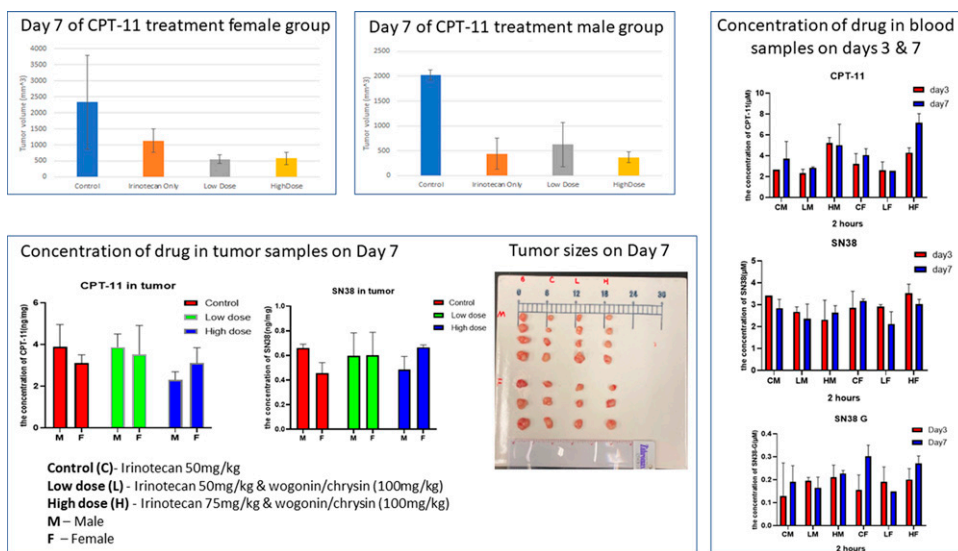 Day 7 of CPT-11 treatment female group
Tumor volume (mm^3)
4000
3500
3000
2500
2000
1500
1000
500
0
Control
Irinotecan Only
Low Dose
HighDose
Day 7 of CPT-11 treatment male group
Tumor volume (mm^3)
2500
2000
1500
1000
500
0
Control
Irinotecan Only
Low Dose
HighDose
Concentration of drug in tumor samples on Day 7
CPT-11 in tumor
the concentration of CPT-11(ng/mg)
6
4
2
0
M F M F M F
Control
Low dose
High dose
SN38 in tumor
the concentration of SN38(ng/mg)
1.0
0.8
0.6
0.4
0.2
0.0
M F M F M F
Control
Low dose
High dose
Tumor sizes on Day 7
C L H
0 6 12 18 24 30
M
Control (C)- Irinotecan 50mg/kg
Low dose (L) - Irinotecan 50mg/kg & wogonin/chrysin (100mg/kg)
High dose (H) - Irinotecan 75mg/kg & wogonin/chrysin (100mg/kg)
M – Male
F – Female
Concentration of drug in blood
samples on days 3 & 7
CPT-11
the concentration of CPT-11(μM)
10
8
6
4
2
0
CM LM HM CF LF HF
2 hours
day3
day7
SN38
the concentration of SN38(μM)
5
4
3
2
1
0
CM LM HM CF LF HF
2 hours
day3
day7
SN38 G
the concentration of SN38-G(μM)
0.4
0.3
0.2
0.1
0.0
CM LM HM CF LF HF
2 hours
Day3
Day7